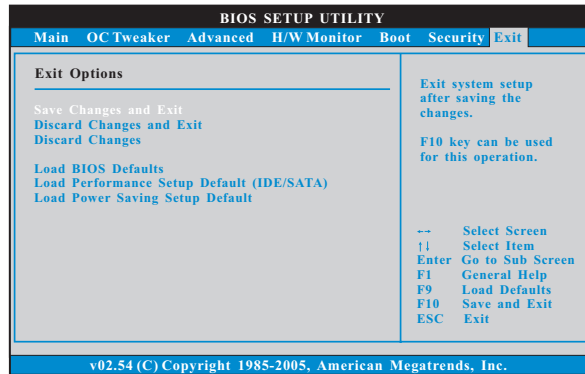 BIOS SETUP UTILITY
Main OC Tweaker Advanced H/W Monitor Boot Security Exit
Exit Options
Save Changes and Exit
Discard Changes and Exit
Discard Changes
Load BIOS Defaults
Load Performance Setup Default (IDE/SATA)
Load Power Saving Setup Default
Exit system setup
after saving the
changes.
F10 key can be used
for this operation.
←→ Select Screen
↑↓ Select Item
Enter Go to Sub Screen
F1 General Help
F9 Load Defaults
F10 Save and Exit
ESC Exit
v02.54 (C) Copyright 1985-2005, American Megatrends, Inc.